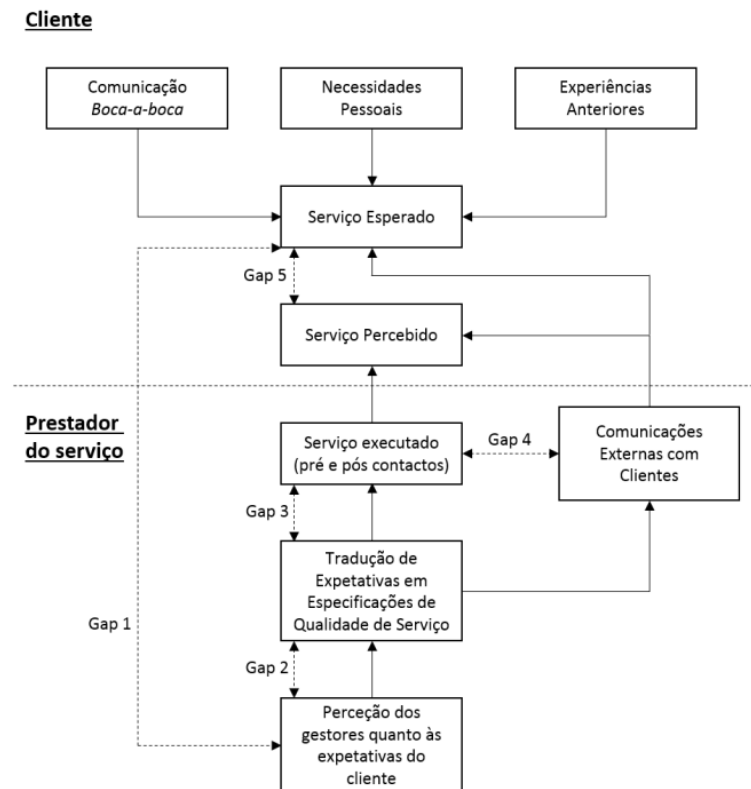 Cliente
Comunicação
Boca-a-boca
Necessidades
Pessoais
Experiências
Anteriores
Serviço Esperado
Gap 5
Serviço Percebido
Prestador
do serviço
Serviço executado
(pré e pós contactos)
Gap 4
Comunicações
Externas com
Clientes
Gap 3
Tradução de
Expetativas em
Especificações de
Qualidade de Serviço
Gap 1
Gap 2
Perceção dos
gestores quanto às
expetativas do
cliente